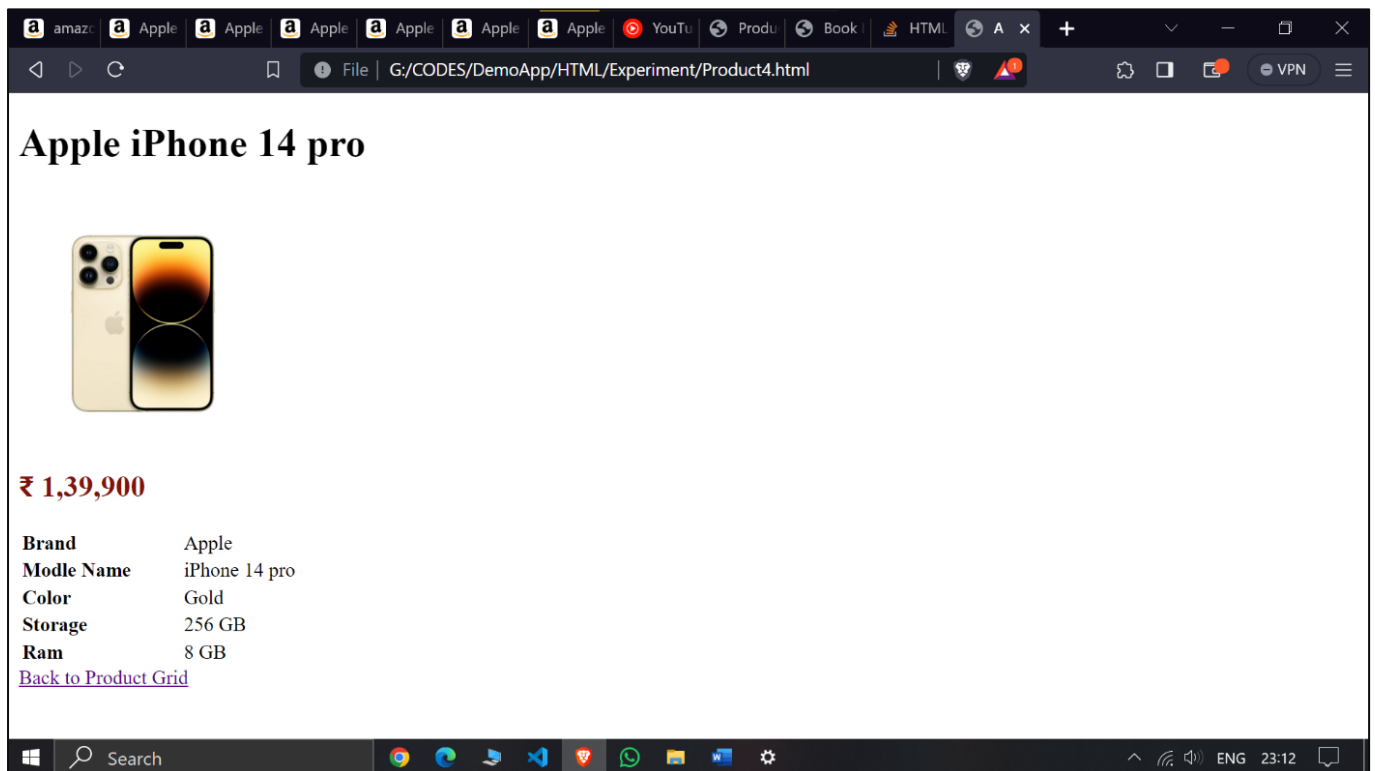 amazo Apple Apple Apple Apple Apple Apple YouTu Produ Book HTML A
File G:/CODES/DemoApp/HTML/Experiment/Product4.html 1 VPN
Apple iPhone 14 pro
₹ 1,39,900
Brand Apple
Modle Name iPhone 14 pro
Color Gold
Storage 256 GB
Ram 8 GB
Back to Product Grid
Search ENG 23:12